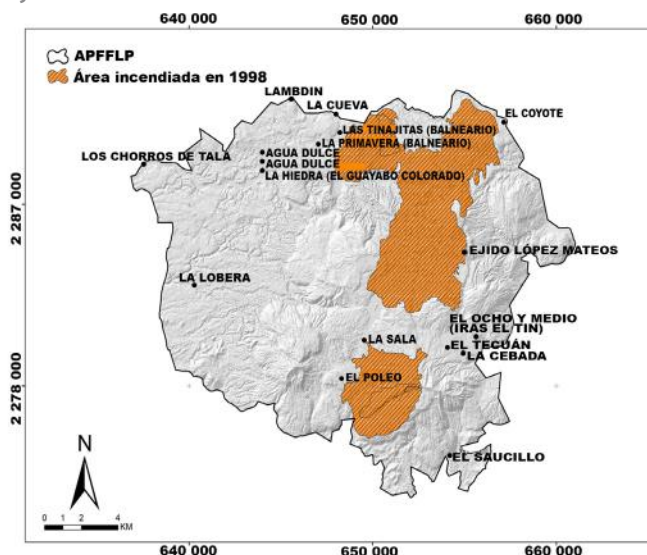 640 000
650 000
660 000
APFFLP
Área incendiada en 1998
LAMBDIN
LA CUEVA
EL COYOTE
LAS TINAJITAS (BALNEARIO)
LA PRIMAVERA (BALNEARIO)
AGUA DULCE
LOS CHORROS DE TALA
AGUA DULCE
LA HIEDRA (EL GUAYABO COLORADO)
2 287 000
EJIDO LÓPEZ MATEOS
LA LOBERA
EL OCHO Y MEDIO
(IRAS EL TIN)
LA SALA
EL TECUÁN
LA CEBADA
2 278 000
EL POLEO
N
EL SAUCILLO
0 1 2 4
KM
640 000
650 000
660 000